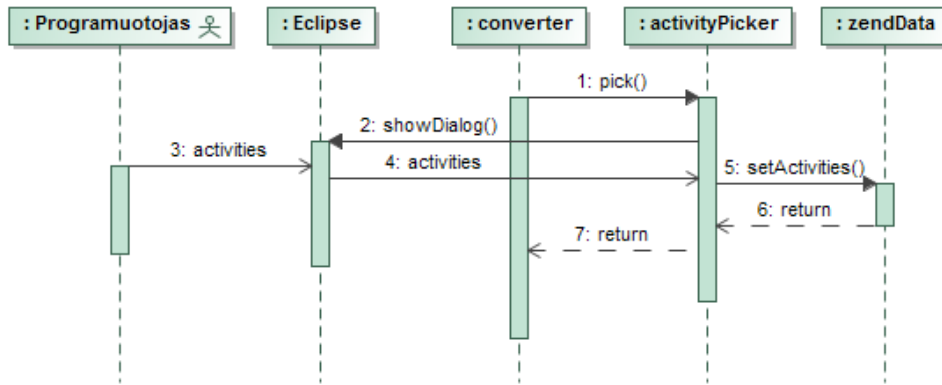 : Programuotojas
: Eclipse
: converter
: activityPicker
: zendData
1: pick()
2: showDialog()
3: activities
4: activities
5: setActivities()
6: return
7: return